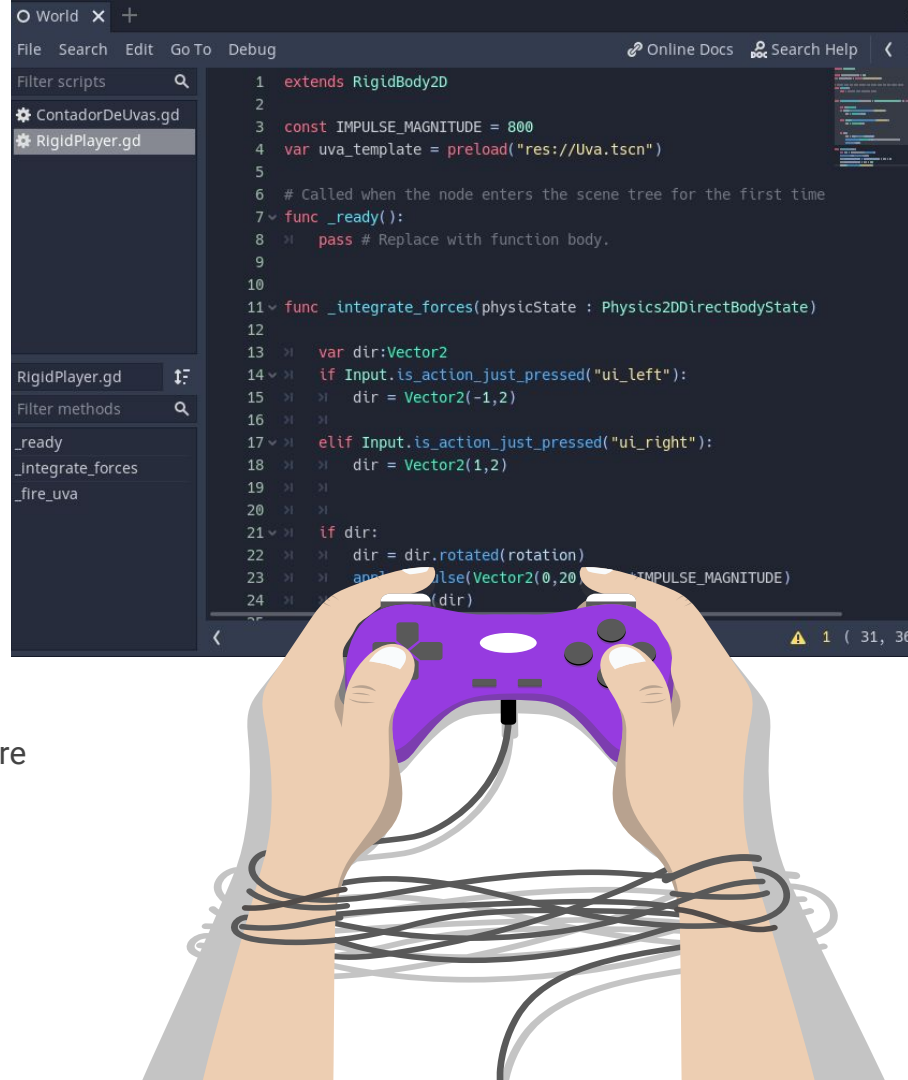 World
File Search Edit Go To Debug Online Docs Search Help
Filter scripts
ContadorDeUvas.gd
RigidPlayer.gd
RigidPlayer.gd
Filter methods
_ready
_integrate_forces
_fire_uva
1 extends RigidBody2D
2
3 const IMPULSE_MAGNITUDE = 800
4 var uva_template = preload("res://Uva.tscn")
5
6 # Called when the node enters the scene tree for the first time
7 func _ready():
8 pass # Replace with function body.
9
10
11 func _integrate_forces(physicState : Physics2DDirectBodyState)
12
13 var dir:Vector2
14 if Input.is_action_just_pressed("ui_left"):
15 dir = Vector2(-1,2)
16
17 elif Input.is_action_just_pressed("ui_right"):
18 dir = Vector2(1,2)
19
20
21 if dir:
22 dir = dir.rotated(rotation)
23 (Vector2(0,20 IMPULSE_MAGNITUDE)
24 (dir)
1 ( 31, 36
re